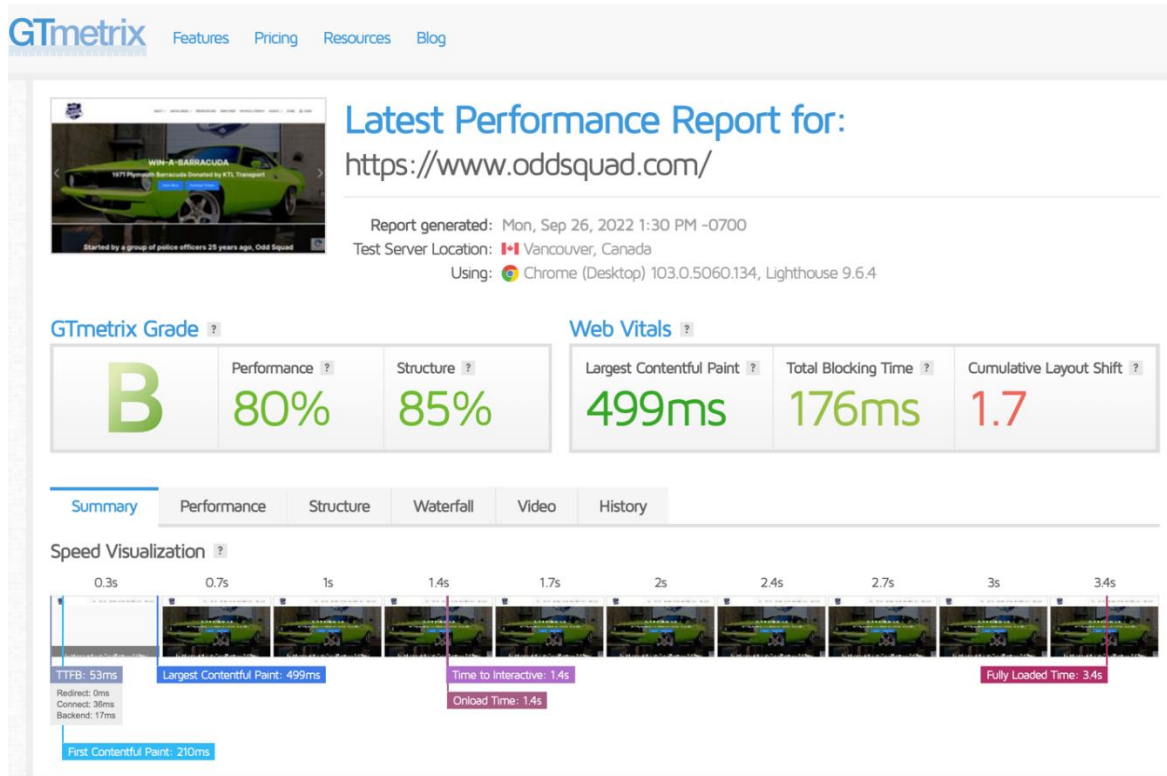 GTmetrix Features Pricing Resources Blog
WIN-A-BARRACUDA
1971 Plymouth Barracuda Donated by KTL Transport
Started by a group of police officers 25 years ago, Odd Squad
Latest Performance Report for:
https://www.oddsquad.com/
Report generated: Mon, Sep 26, 2022 1:30 PM -0700
Test Server Location: Vancouver, Canada
Using: Chrome (Desktop) 103.0.5060.134, Lighthouse 9.6.4
GTmetrix Grade ?
B
Performance ?
80%
Structure ?
85%
Web Vitals ?
Largest Contentful Paint ?
499ms
Total Blocking Time ?
176ms
Cumulative Layout Shift ?
1.7
Summary Performance Structure Waterfall Video History
Speed Visualization ?
0.3s 0.7s 1s 1.4s 1.7s 2s 2.4s 2.7s 3s 3.4s
TTFB: 53ms
Redirect: 0ms
Connect: 36ms
Backend: 17ms
First Contentful Paint: 210ms
Largest Contentful Paint: 499ms
Time to Interactive: 1.4s
Onload Time: 1.4s
Fully Loaded Time: 3.4s